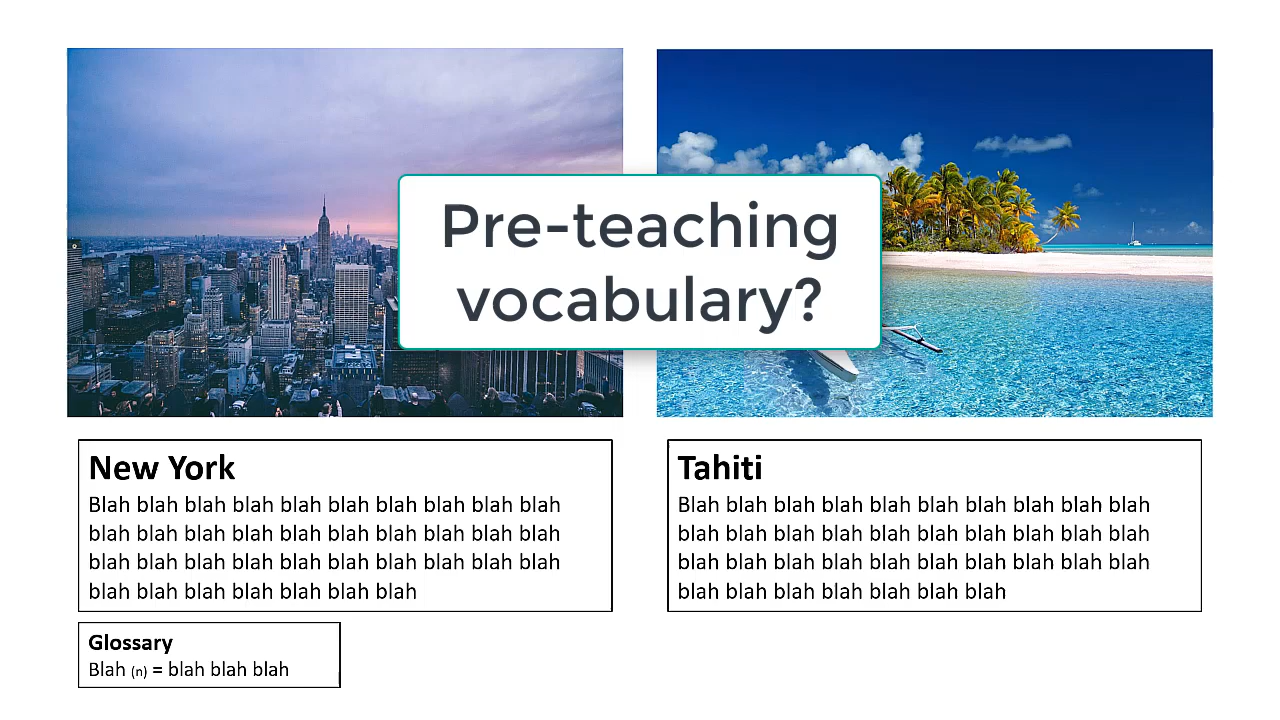 Pre-teaching
vocabulary?
New York
Blah blah blah blah blah blah blah blah blah blah
blah blah blah blah blah blah blah blah blah blah
blah blah blah blah blah blah blah blah blah blah
blah blah blah blah blah blah blah
Glossary
Blah (n) = blah blah blah
Tahiti
Blah blah blah blah blah blah blah blah blah blah
blah blah blah blah blah blah blah blah blah blah
blah blah blah blah blah blah blah blah blah blah
blah blah blah blah blah blah blah